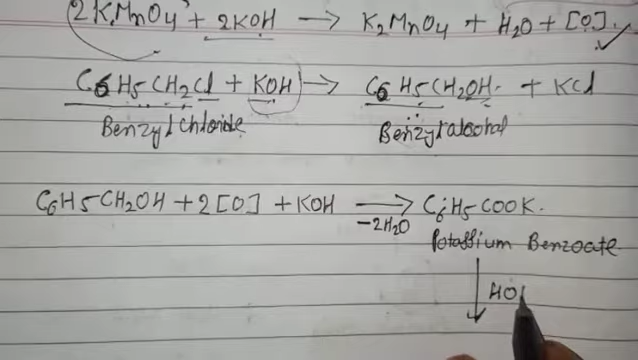 2KMnO4 + 2KOH → K2MnO4 + H2O + [O].
C6H5CH2Cl + KOH → C6H5CH2OH. + KCl
Benzyl chloride Benzyl alcohol
C6H5CH2OH + 2[O] + KOH → C6H5COOK.
-2H2O
Potassium Benzoate